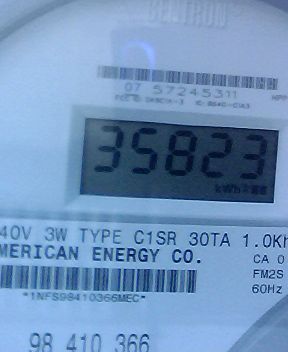 CENTRON
07 57245311
35823
kWh
40V 3W TYPE C1SR 30TA 1.0Kh
MERICAN ENERGY CO.
CA 0
FM2S
60Hz
*1NFS98410366MEC*
98 410 366